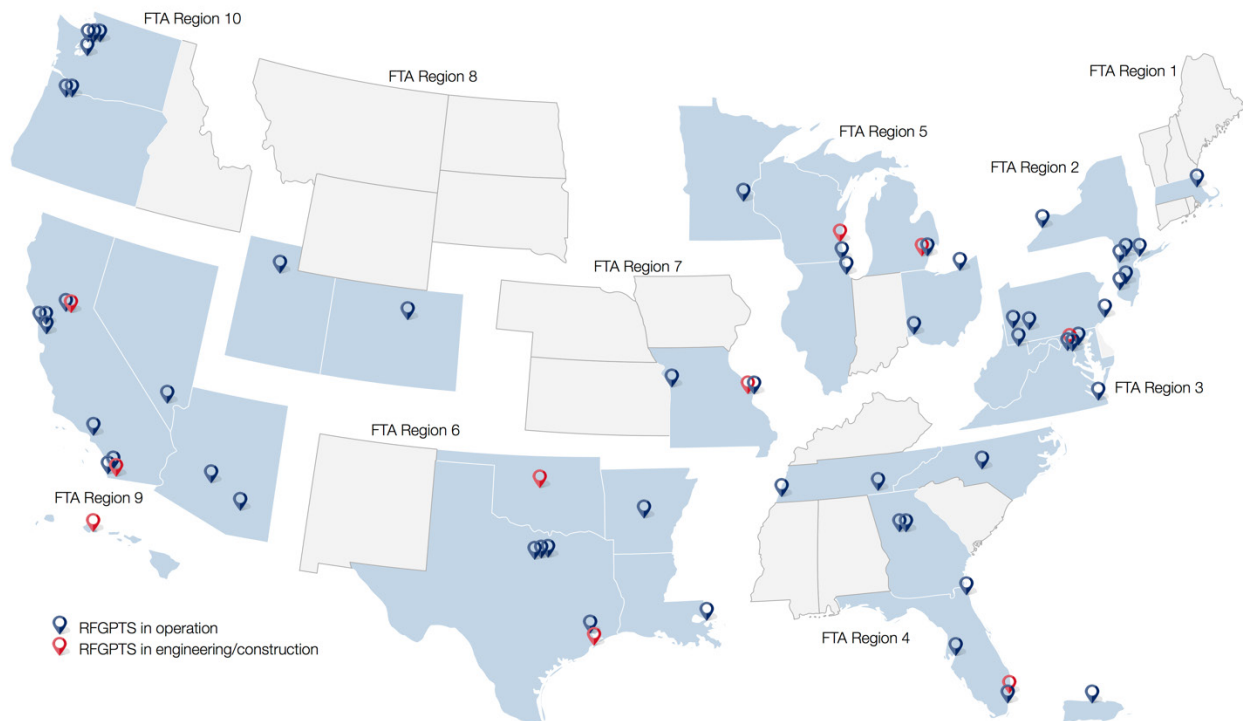 FTA Region 10
FTA Region 8
FTA Region 1
FTA Region 5
FTA Region 2
FTA Region 7
FTA Region 3
FTA Region 6
FTA Region 9
RFGPTS in operation
RFGPTS in engineering/construction
FTA Region 4